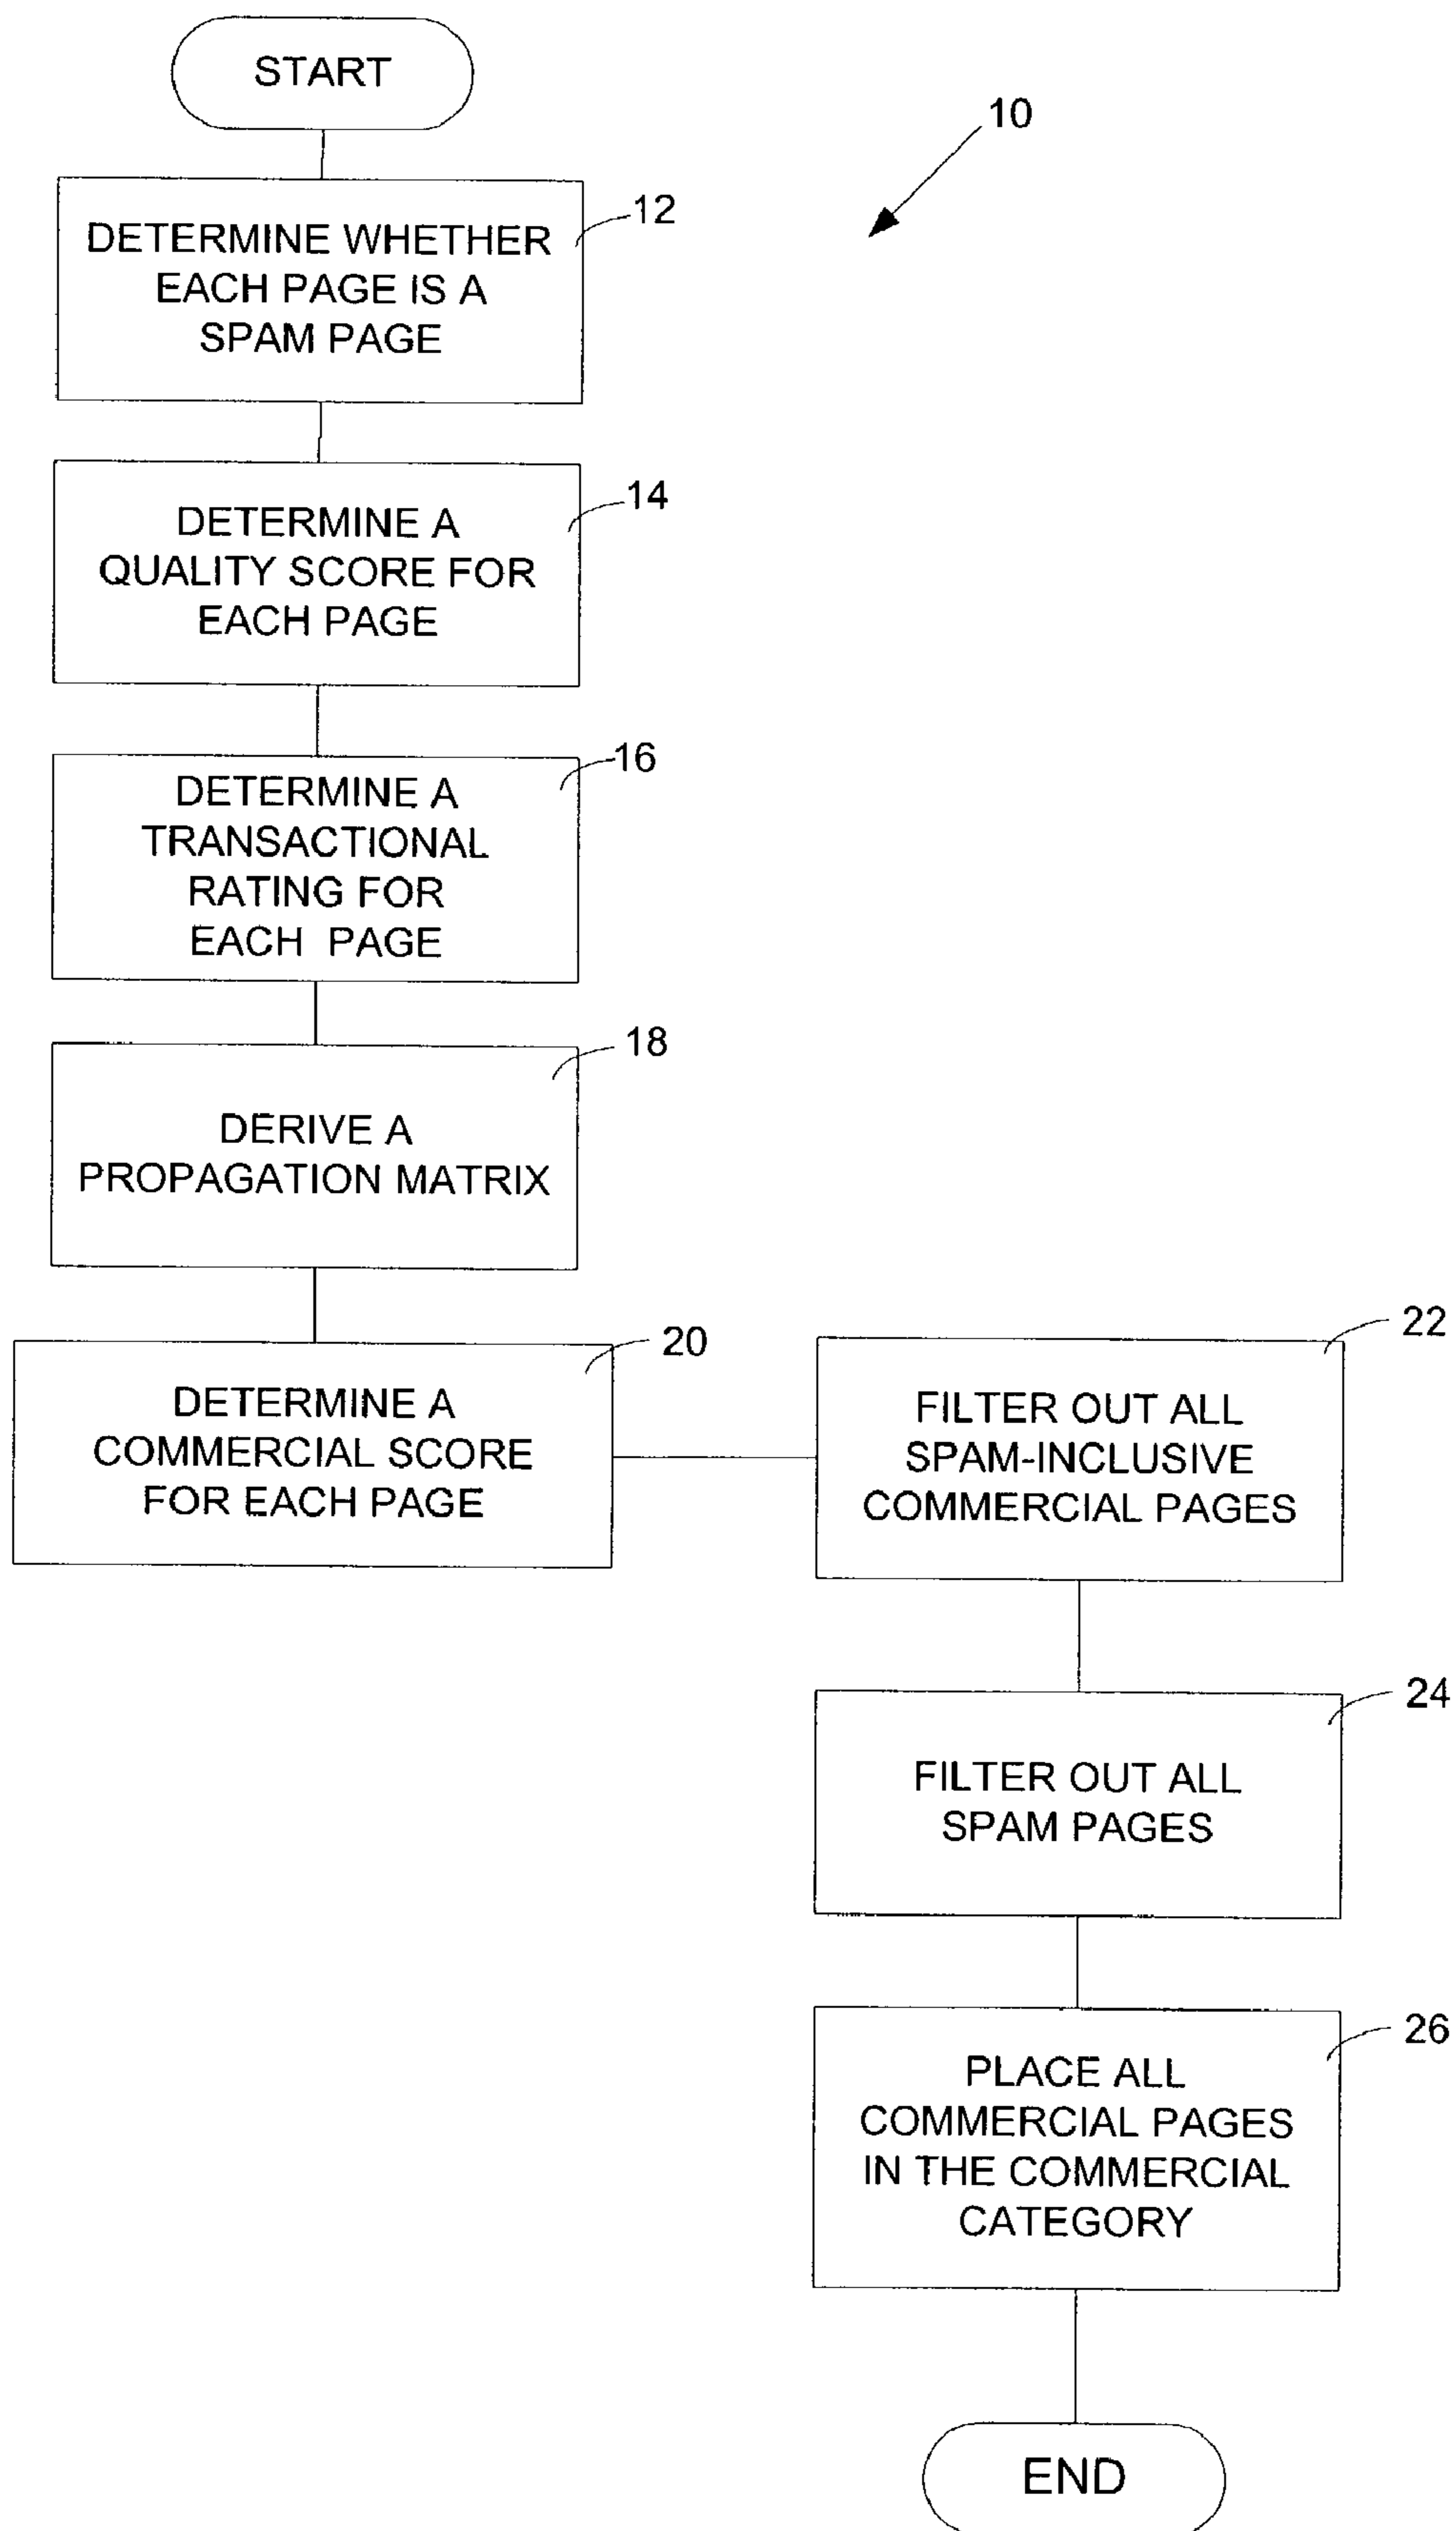 START
10
12
DETERMINE WHETHER
EACH PAGE IS A
SPAM PAGE
14
DETERMINE A
QUALITY SCORE FOR
EACH PAGE
16
DETERMINE A
TRANSACTIONAL
RATING FOR
EACH PAGE
18
DERIVE A
PROPAGATION MATRIX
20
DETERMINE A
COMMERCIAL SCORE
FOR EACH PAGE
22
FILTER OUT ALL
SPAM-INCLUSIVE
COMMERCIAL PAGES
24
FILTER OUT ALL
SPAM PAGES
26
PLACE ALL
COMMERCIAL PAGES
IN THE COMMERCIAL
CATEGORY
END